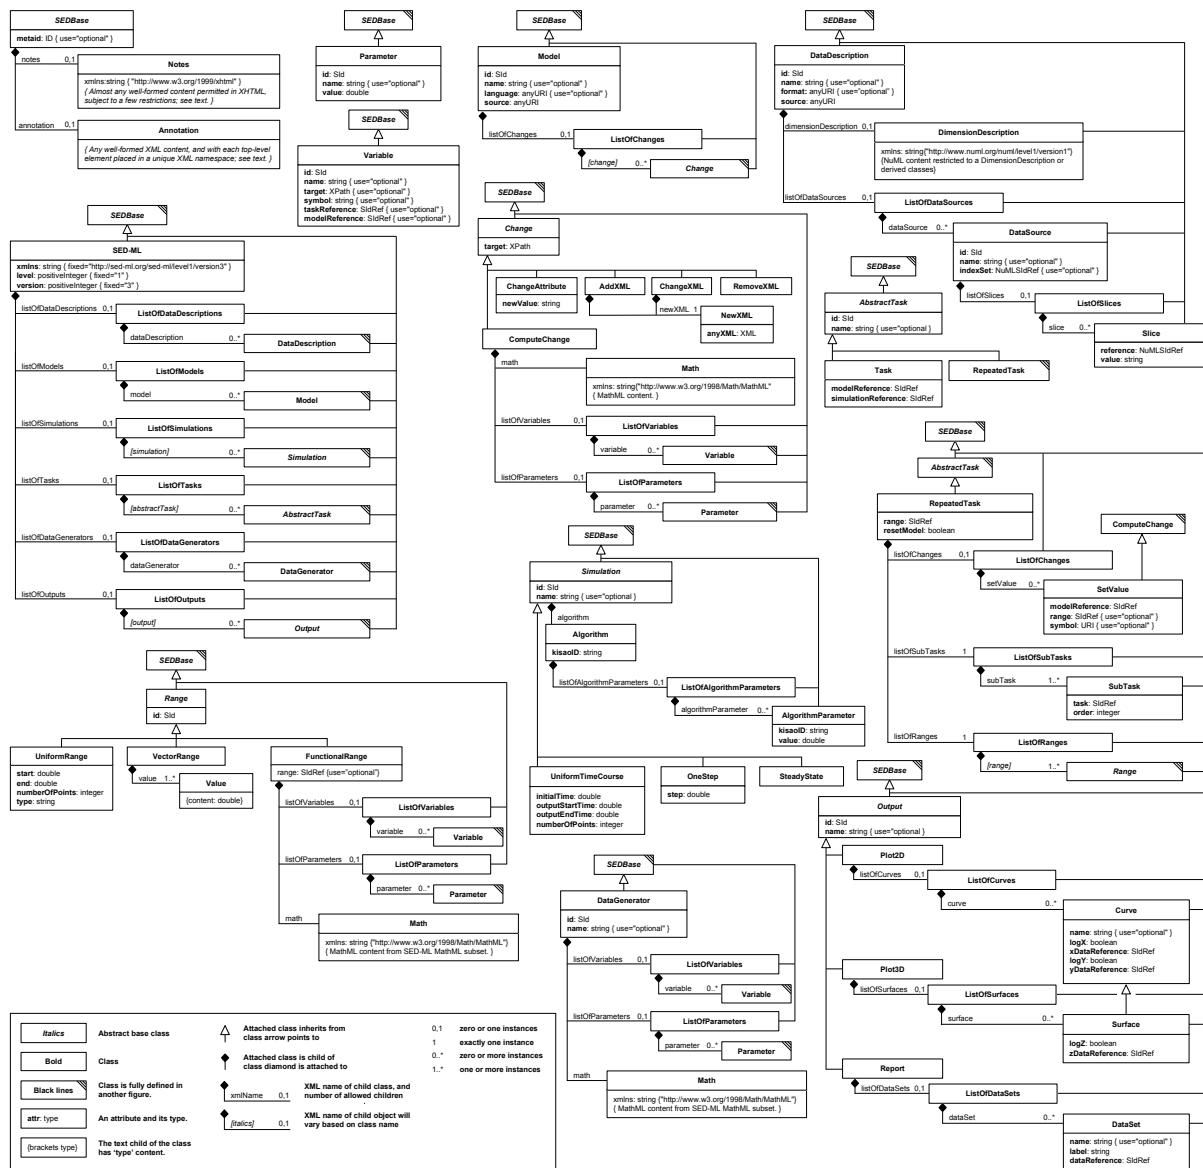 SEDBase
metaid: ID { use="optional" }
notes 0,1
Notes
xmlns:string { "http://www.w3.org/1999/xhtml" }
{ Almost any well-formed content permitted in XHTML,
subject to a few restrictions; see text. }
annotation 0,1
Annotation
{ Any well-formed XML content, and with each top-level
element placed in a unique XML namespace; see text. }
SEDBase
Parameter
id: SId
name: string { use="optional" }
value: double
SEDBase
Variable
id: SId
name: string { use="optional" }
target: XPath { use="optional" }
symbol: string { use="optional" }
taskReference: SIdRef { use="optional" }
modelReference: SIdRef { use="optional" }
SEDBase
Model
id: SId
name: string { use="optional" }
language: anyURI { use="optional" }
source: anyURI
listOfChanges 0,1
ListOfChanges
[change] 0..*
Change
SEDBase
DataDescription
id: SId
name: string { use="optional" }
format: anyURI { use="optional" }
source: anyURI
dimensionDescription 0,1
DimensionDescription
xmlns: string{"http://www.numl.org/numl/level1/version1"}
{NuML content restricted to a DimensionDescription or
derived classes}
listOfDataSources 0,1
ListOfDataSources
dataSource 0..*
DataSource
id: SId
name: string { use="optional" }
indexSet: NuMLSIdRef { use="optional" }
listOfSlices 0,1
ListOfSlices
slice 0..*
Slice
reference: NuMLSIdRef
value: string
SEDBase
SED-ML
xmlns: string { fixed="http://sed-ml.org/sed-ml/level1/version3" }
level: positiveInteger { fixed="1" }
version: positiveInteger { fixed="3" }
listOfDataDescriptions 0,1
ListOfDataDescriptions
dataDescription 0..*
DataDescription
listOfModels 0,1
ListOfModels
model 0..*
Model
listOfSimulations 0,1
ListOfSimulations
[simulation] 0..*
Simulation
listOfTasks 0,1
ListOfTasks
[abstractTask] 0..*
AbstractTask
listOfDataGenerators 0,1
ListOfDataGenerators
dataGenerator 0..*
DataGenerator
listOfOutputs 0,1
ListOfOutputs
[output] 0..*
Output
SEDBase
Change
target: XPath
ChangeAttribute
newValue: string
AddXML
ChangeXML
RemoveXML
newXML 1
NewXML
anyXML: XML
ComputeChange
math
Math
xmlns: string{"http://www.w3.org/1998/Math/MathML"
{ MathML content. }
listOfVariables 0,1
ListOfVariables
variable 0..*
Variable
listOfParameters 0,1
ListOfParameters
parameter 0..*
Parameter
SEDBase
AbstractTask
id: SId
name: string { use="optional }
Task
modelReference: SIdRef
simulationReference: SIdRef
RepeatedTask
SEDBase
AbstractTask
RepeatedTask
range: SIdRef
resetModel: boolean
listOfChanges 0,1
ListOfChanges
setValue 0..*
ComputeChange
SetValue
modelReference: SIdRef
range: SIdRef { use="optional" }
symbol: URI { use="optional" }
listOfSubTasks 1
ListOfSubTasks
subTask 1..*
SubTask
task: SIdRef
order: integer
listOfRanges 1
ListOfRanges
[range] 1..*
Range
SEDBase
Simulation
id: SId
name: string { use="optional }
algorithm
Algorithm
kisaoID: string
listOfAlgorithmParameters 0,1
ListOfAlgorithmParameters
algorithmParameter 0..*
AlgorithmParameter
kisaoID: string
value: double
UniformTimeCourse
initialTime: double
outputStartTime: double
outputEndTime: double
numberOfPoints: integer
OneStep
step: double
SteadyState
SEDBase
Range
id: SId
UniformRange
start: double
end: double
numberOfPoints: integer
type: string
VectorRange
value 1..*
Value
{content: double}
FunctionalRange
range: SIdRef {use="optional"}
listOfVariables 0,1
ListOfVariables
variable 0..*
Variable
listOfParameters 0,1
ListOfParameters
parameter 0..*
Parameter
math
Math
xmlns: string {"http://www.w3.org/1998/Math/MathML"}
{ MathML content from SED-ML MathML subset. }
SEDBase
DataGenerator
id: SId
name: string { use="optional" }
listOfVariables 0,1
ListOfVariables
variable 0..*
Variable
listOfParameters 0,1
ListOfParameters
parameter 0..*
Parameter
math
Math
xmlns: string {"http://www.w3.org/1998/Math/MathML"}
{ MathML content from SED-ML MathML subset. }
SEDBase
Output
id: SId
name: string { use="optional }
Plot2D
listOfCurves 0,1
ListOfCurves
curve 0..*
Curve
name: string { use="optional" }
logX: boolean
xDataReference: SIdRef
logY: boolean
yDataReference: SIdRef
Plot3D
listOfSurfaces 0,1
ListOfSurfaces
surface 0..*
Surface
logZ: boolean
zDataReference: SIdRef
Report
listOfDataSets 0,1
ListOfDataSets
dataSet 0..*
DataSet
name: string { use="optional" }
label: string
dataReference: SIdRef
Italics
Abstract base class
Bold
Class
Black lines
Class is fully defined in
another figure.
attr: type
An attribute and its type.
{brackets type}
The text child of the class
has 'type' content.
Attached class inherits from
class arrow points to
Attached class is child of
class diamond is attached to
xmlName 0,1
XML name of child class, and
number of allowed children
[italics] 0,1
XML name of child object will
vary based on class name
0,1 zero or one instances
1 exactly one instance
0..* zero or more instances
1..* one or more instances